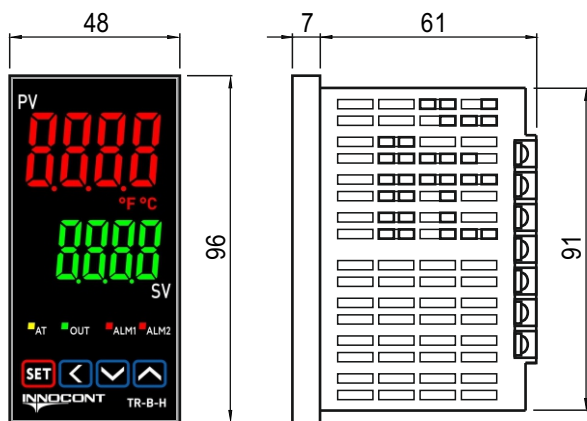 48
7
61
PV
8.8.8.8
°F °C
8.8.8.8
SV
AT OUT ALM1 ALM2
SET
INNOCONT TR-B-H
96
91